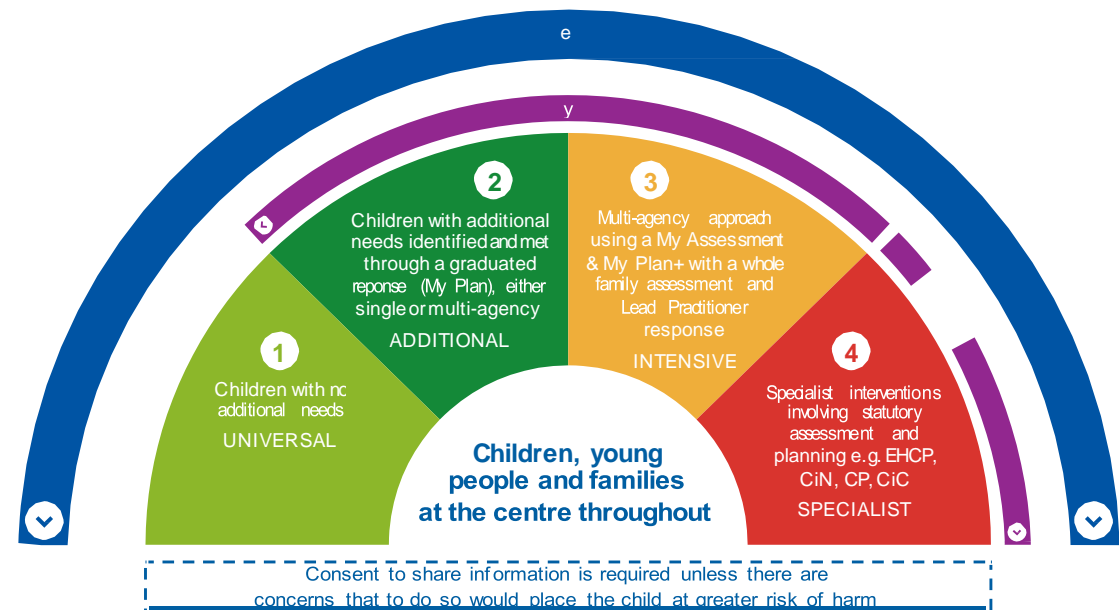 e
y
1
Children with no
additional needs
UNIVERSAL
2
Children with additional
needs identified and met
through a graduated
reponse (My Plan), either
single or multi-agency
ADDITIONAL
3
Multi-agency approach
using a My Assessment
& My Plan+ with a whole
family assessment and
Lead Practitioner
response
INTENSIVE
4
Specialist interventions
involving statutory
assessment and
planning e.g. EHCP,
CiN, CP, CiC
SPECIALIST
Children, young
people and families
at the centre throughout
Consent to share information is required unless there are
concerns that to do so would place the child at greater risk of harm